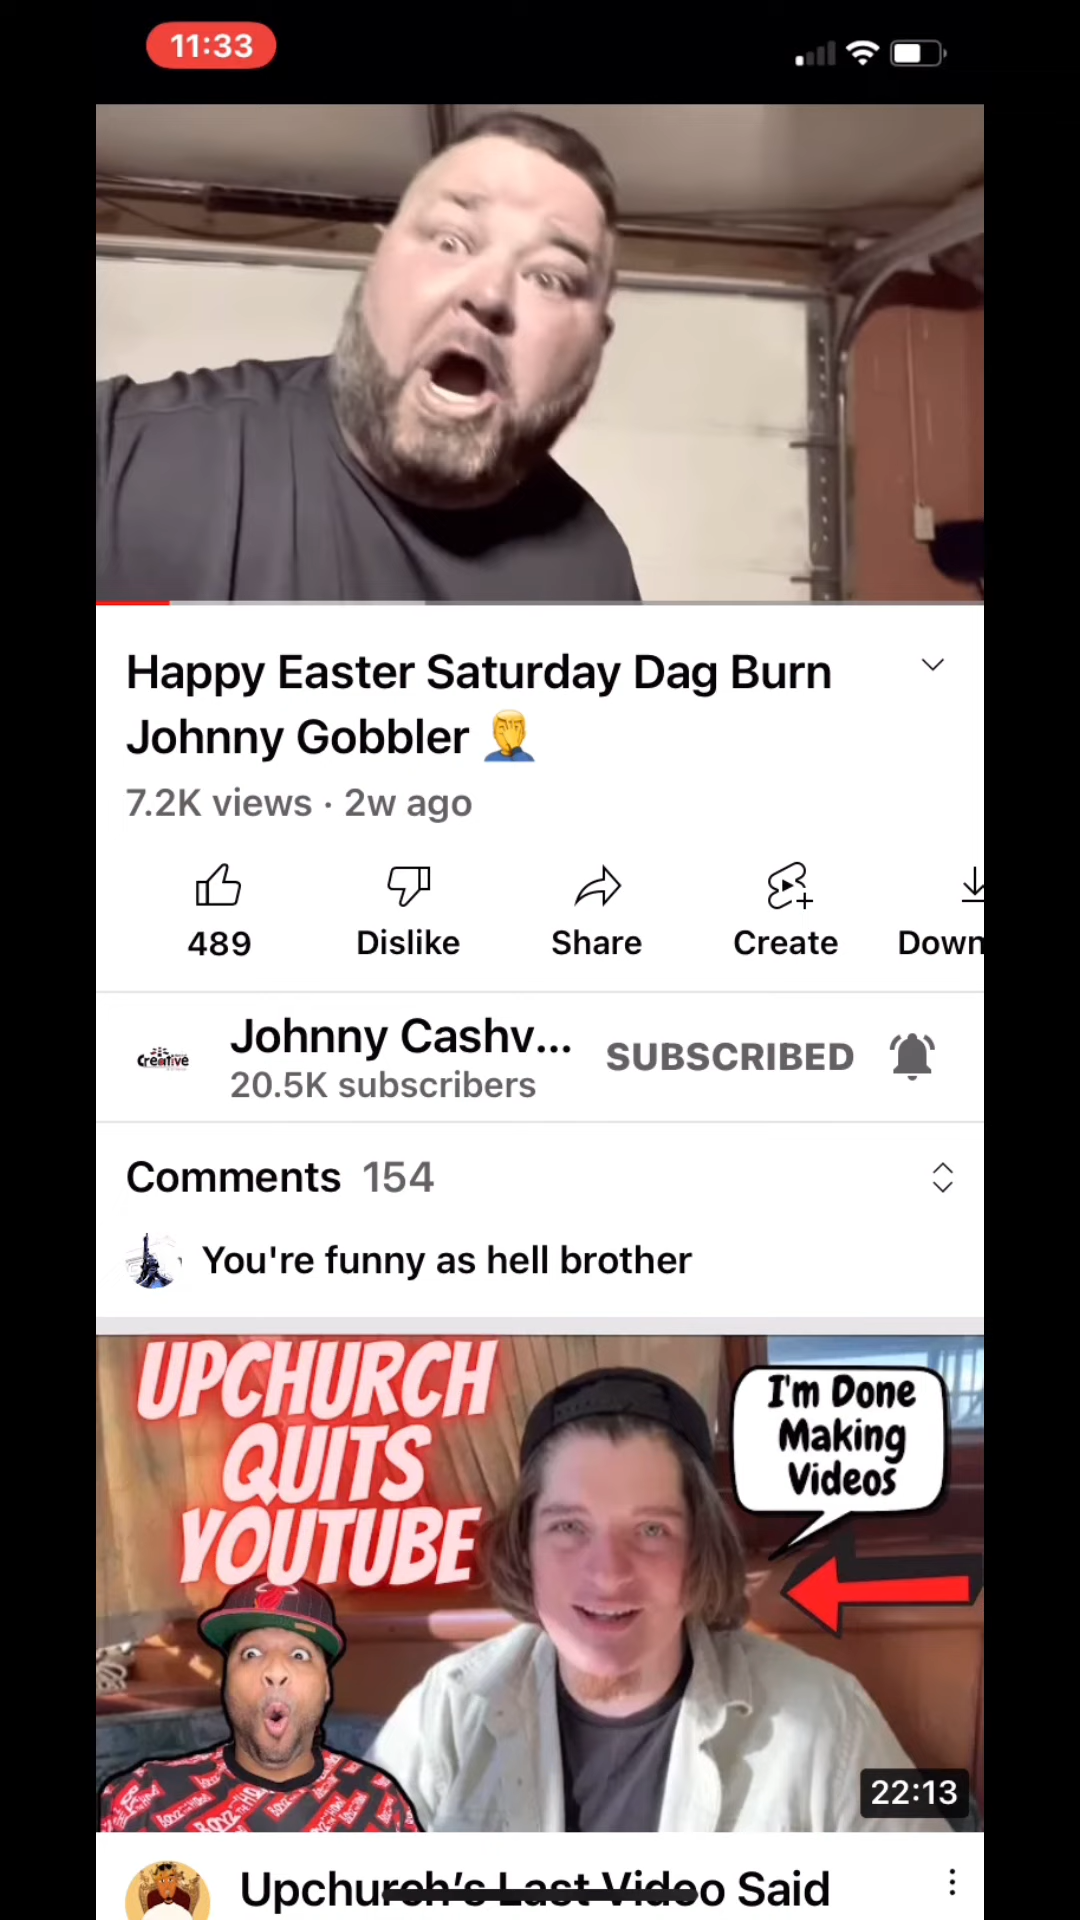 11:33
Happy Easter Saturday Dag Burn
Johnny Gobbler 🤦‍♂️
7.2K views · 2w ago
489
Dislike
Share
Create
Down
Creative
Johnny Cashv...
20.5K subscribers
SUBSCRIBED
Comments 154
You're funny as hell brother
UPCHURCH
QUITS
YOUTUBE
I'm Done
Making
Videos
22:13
Upchurch’s Last Video Said